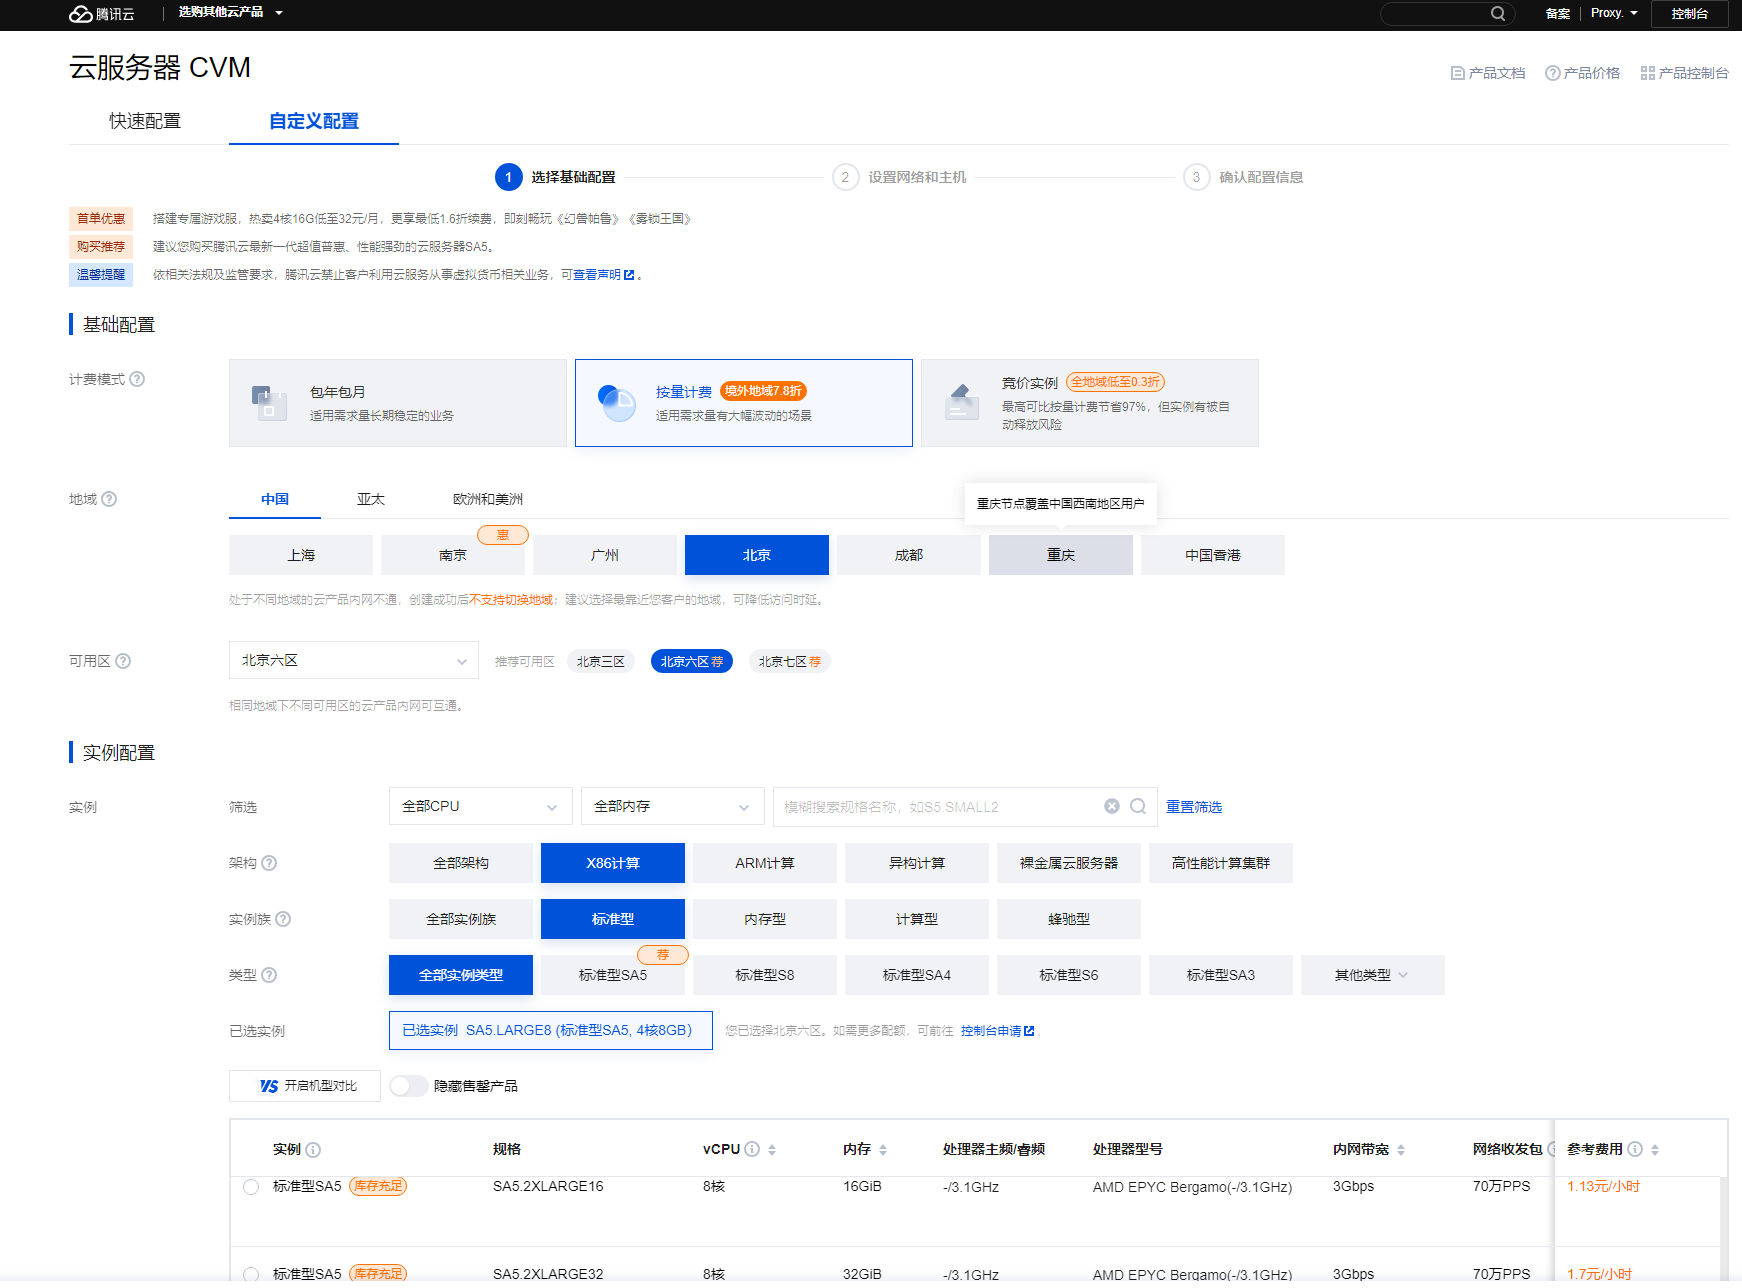 腾讯云 选购其他云产品 备案 Proxy. 控制台
云服务器 CVM
产品文档 产品价格 产品控制台
快速配置 自定义配置
1 选择基础配置 2 设置网络和主机 3 确认配置信息
首单优惠 搭建专属游戏服，热卖4核16G低至32元/月，更享最低1.6折续费，即刻畅玩《幻兽帕鲁》《雾锁王国》
购买推荐 建议您购买腾讯云最新一代超值普惠、性能强劲的云服务器SA5。
温馨提醒 依相关法规及监管要求，腾讯云禁止客户利用云服务从事虚拟货币相关业务，可查看声明。
基础配置
计费模式
包年包月
适用需求量长期稳定的业务
按量计费 境外地域7.8折
适用需求量有大幅波动的场景
竞价实例 全地域低至0.3折
最高可比按量计费节省97%，但实例有被自
动释放风险
地域 中国 亚太 欧洲和美洲
重庆节点覆盖中国西南地区用户
惠
上海 南京 广州 北京 成都 重庆 中国香港
处于不同地域的云产品内网不通，创建成功后不支持切换地域；建议选择最靠近您客户的地域，可降低访问时延。
可用区 北京六区 推荐可用区 北京三区 北京六区荐 北京七区荐
相同地域下不同可用区的云产品内网可互通。
实例配置
实例 筛选 全部CPU 全部内存 模糊搜索规格名称，如S5.SMALL2 重置筛选
架构 全部架构 X86计算 ARM计算 异构计算 裸金属云服务器 高性能计算集群
实例族 全部实例族 标准型 内存型 计算型 蜂驰型
荐
类型 全部实例类型 标准型SA5 标准型S8 标准型SA4 标准型S6 标准型SA3 其他类型
已选实例 已选实例 SA5.LARGE8 (标准型SA5, 4核8GB) 您已选择北京六区。如需更多配额，可前往 控制台申请。
VS 开启机型对比 隐藏售罄产品
实例 规格 vCPU 内存 处理器主频/睿频 处理器型号 内网带宽 网络收发包 参考费用
标准型SA5 库存充足 SA5.2XLARGE16 8核 16GiB -/3.1GHz AMD EPYC Bergamo(-/3.1GHz) 3Gbps 70万PPS 1.13元/小时
标准型SA5 库存充足 SA5.2XLARGE32 8核 32GiB -/3.1GHz AMD EPYC Bergamo(-/3.1GHz) 3Gbps 70万PPS 1.7元/小时